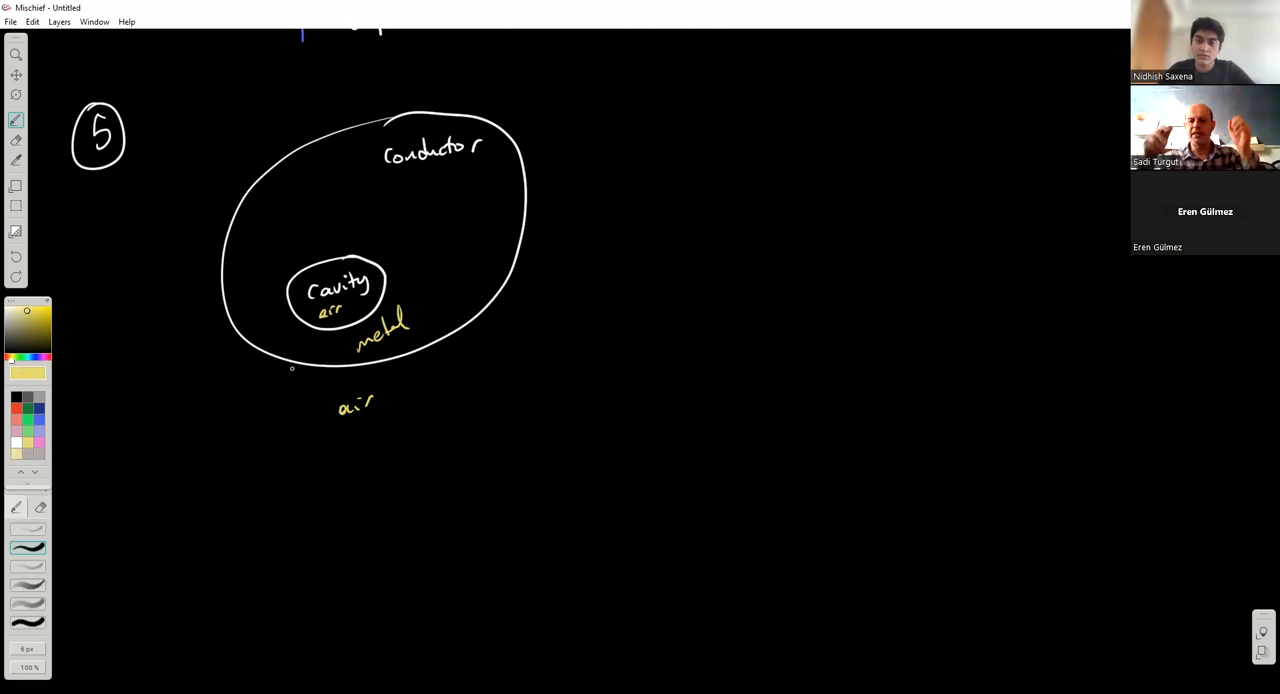 Mischief - Untitled
File Edit Layers Window Help
5
conductor
cavity
air
metal
air
6 px
100 %
Nidhish Saxena
Sadi Turgut
Eren Gülmez
Eren Gülmez